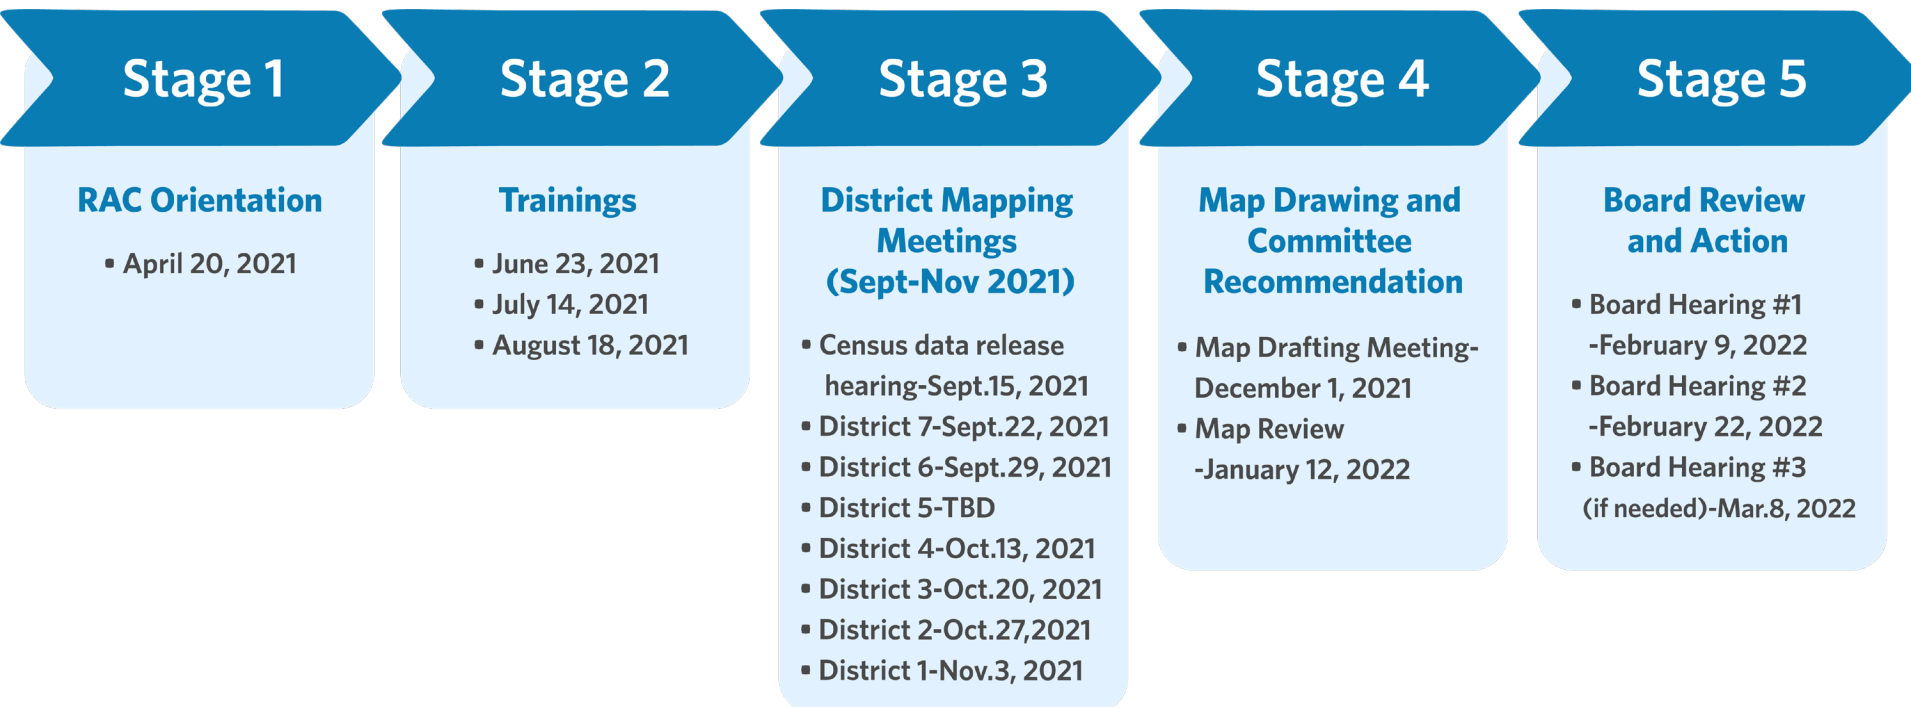 Stage 1
RAC Orientation
• April 20, 2021
Stage 2
Trainings
• June 23, 2021
• July 14, 2021
• August 18, 2021
Stage 3
District Mapping
Meetings
(Sept-Nov 2021)
• Census data release
hearing-Sept.15, 2021
• District 7-Sept.22, 2021
• District 6-Sept.29, 2021
• District 5-TBD
• District 4-Oct.13, 2021
• District 3-Oct.20, 2021
• District 2-Oct.27,2021
• District 1-Nov.3, 2021
Stage 4
Map Drawing and
Committee
Recommendation
• Map Drafting Meeting-
December 1, 2021
• Map Review
-January 12, 2022
Stage 5
Board Review
and Action
• Board Hearing #1
-February 9, 2022
• Board Hearing #2
-February 22, 2022
• Board Hearing #3
(if needed)-Mar.8, 2022